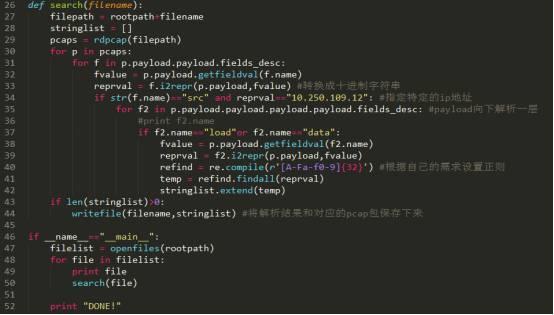 26 def search(filename):
27     filepath = rootpath+filename
28     stringlist = []
29     pcaps = rdpcap(filepath)
30     for p in pcaps:
31         for f in p.payload.payload.fields_desc:
32             fvalue = p.payload.getfieldval(f.name)
33             reprval = f.i2repr(p.payload,fvalue) #转换成十进制字符串
34             if str(f.name)=="src" and reprval=="10.250.109.12": #指定特定的ip地址
35                 for f2 in p.payload.payload.payload.payload.fields_desc: #payload向下解析一层
36                     #print f2.name
37                     if f2.name=="load"or f2.name=="data":
38                         fvalue = p.payload.getfieldval(f2.name)
39                         reprval = f2.i2repr(p.payload,fvalue)
40                         refind = re.compile(r'[A-Fa-f0-9]{32}') #根据自己的需求设置正则
41                         temp = refind.findall(reprval)
42                         stringlist.extend(temp)
43     if len(stringlist)>0:
44         writefile(filename,stringlist) #将解析结果和对应的pcap包保存下来
45
46 if __name__=="__main__":
47     filelist = openfiles(rootpath)
48     for file in filelist:
49         print file
50         search(file)
51
52     print "DONE!"